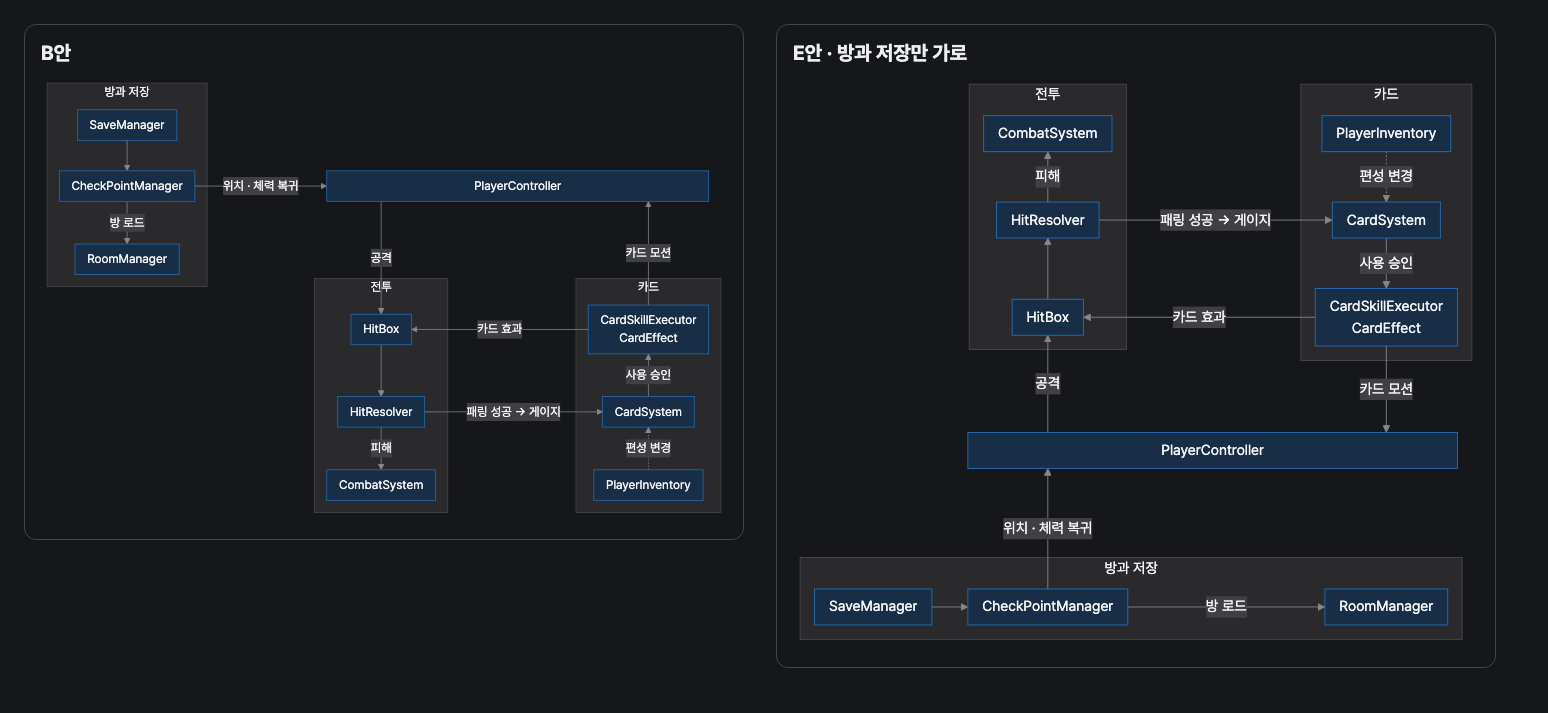 B안
방과 저장
SaveManager
CheckPointManager
위치 · 체력 복귀
PlayerController
방 로드
RoomManager
공격
카드 모션
전투
카드
HitBox
카드 효과
CardSkillExecutor
CardEffect
사용 승인
HitResolver
패링 성공 → 게이지
CardSystem
피해
편성 변경
CombatSystem
PlayerInventory
E안 · 방과 저장만 가로
전투
카드
CombatSystem
PlayerInventory
피해
편성 변경
HitResolver
패링 성공 → 게이지
CardSystem
사용 승인
HitBox
카드 효과
CardSkillExecutor
CardEffect
공격
카드 모션
PlayerController
위치 · 체력 복귀
방과 저장
SaveManager
CheckPointManager
방 로드
RoomManager